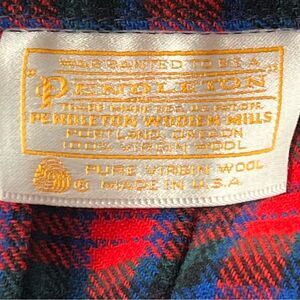 WARRANTED TO BE A
"PENDLETON"
PENDLETON WOOLEN MILLS
PORTLAND, OREGON
100% VIRGIN WOOL
PURE VIRGIN WOOL
® MADE IN U.S.A.